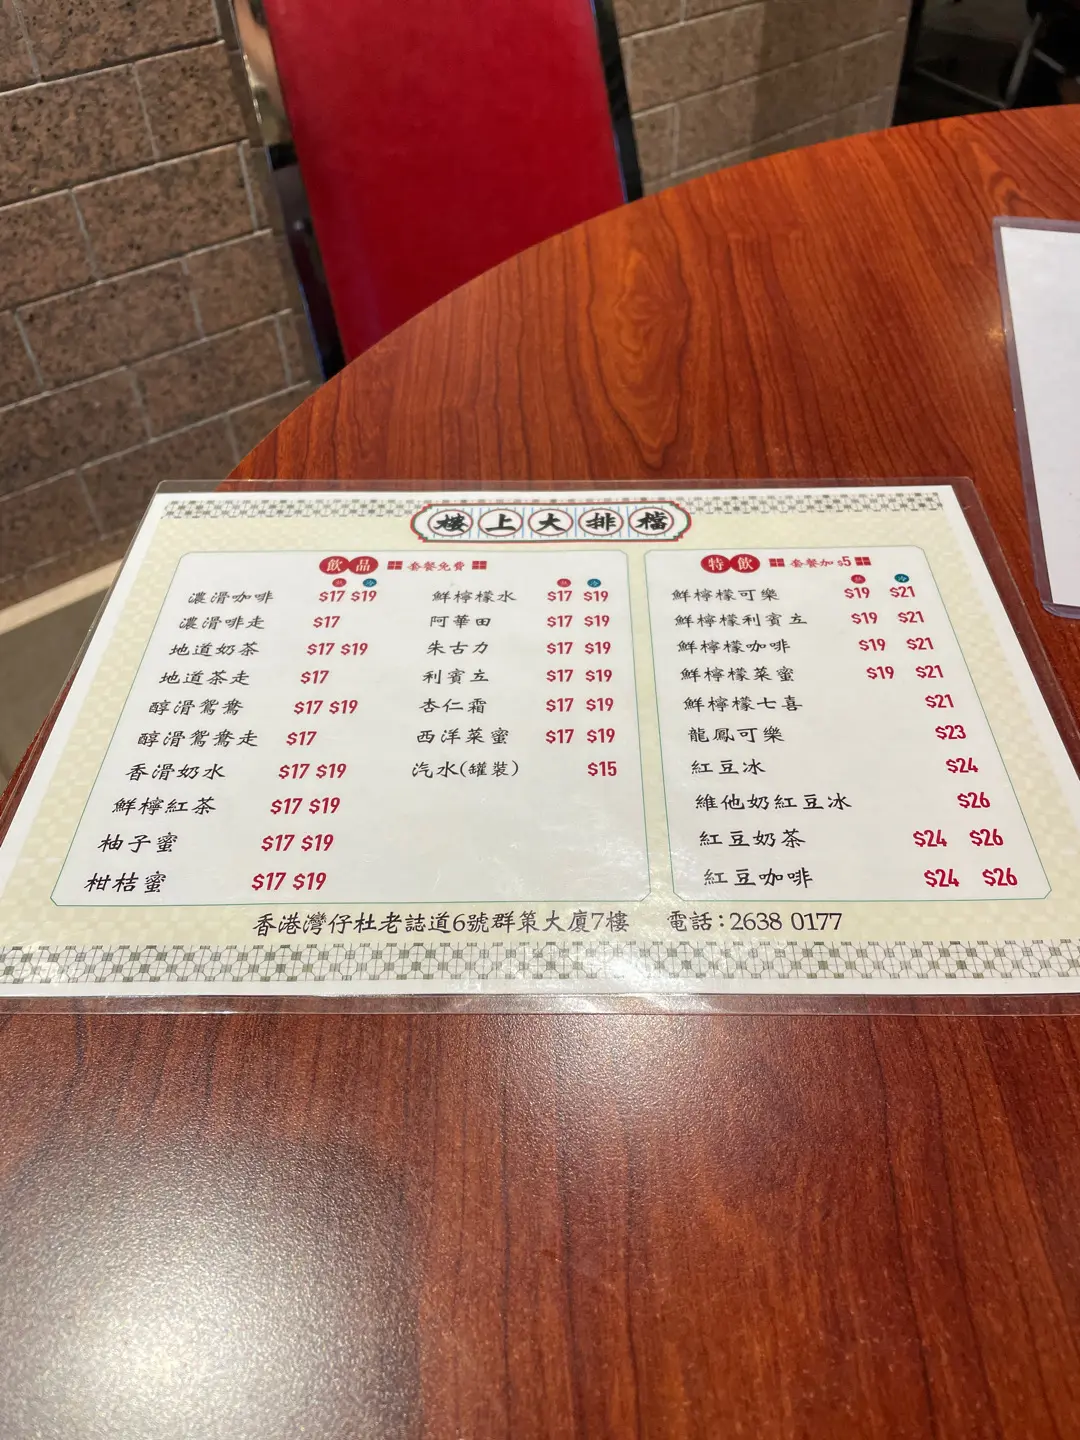 樓上大排檔
飲品 套餐免費
熱 冷
濃滑咖啡 $17 $19
濃滑啡走 $17
地道奶茶 $17 $19
地道茶走 $17
醇滑鴛鴦 $17 $19
醇滑鴛鴦走 $17
香滑奶水 $17 $19
鮮檸紅茶 $17 $19
柚子蜜 $17 $19
柑桔蜜 $17 $19
熱 冷
鮮檸檬水 $17 $19
阿華田 $17 $19
朱古力 $17 $19
利賓立 $17 $19
杏仁霜 $17 $19
西洋菜蜜 $17 $19
汽水(罐裝) $15
特飲 套餐加$5
熱 冷
鮮檸檬可樂 $19 $21
鮮檸檬利賓立 $19 $21
鮮檸檬咖啡 $19 $21
鮮檸檬菜蜜 $19 $21
鮮檸檬七喜 $21
龍鳳可樂 $23
紅豆冰 $24
維他奶紅豆冰 $26
紅豆奶茶 $24 $26
紅豆咖啡 $24 $26
香港灣仔杜老誌道6號群策大廈7樓 電話：2638 0177